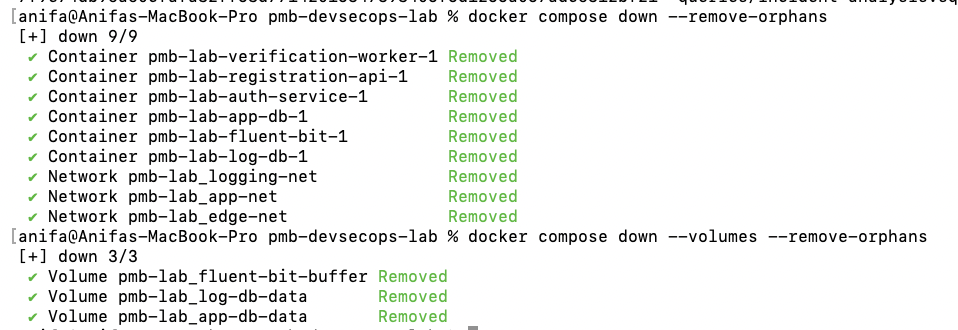 [anifa@Anifas-MacBook-Pro pmb-devsecops-lab % docker compose down --remove-orphans
[+] down 9/9
✔ Container pmb-lab-verification-worker-1 Removed
✔ Container pmb-lab-registration-api-1 Removed
✔ Container pmb-lab-auth-service-1 Removed
✔ Container pmb-lab-app-db-1 Removed
✔ Container pmb-lab-fluent-bit-1 Removed
✔ Container pmb-lab-log-db-1 Removed
✔ Network pmb-lab_logging-net Removed
✔ Network pmb-lab_app-net Removed
✔ Network pmb-lab_edge-net Removed
[anifa@Anifas-MacBook-Pro pmb-devsecops-lab % docker compose down --volumes --remove-orphans
[+] down 3/3
✔ Volume pmb-lab_fluent-bit-buffer Removed
✔ Volume pmb-lab_log-db-data Removed
✔ Volume pmb-lab_app-db-data Removed